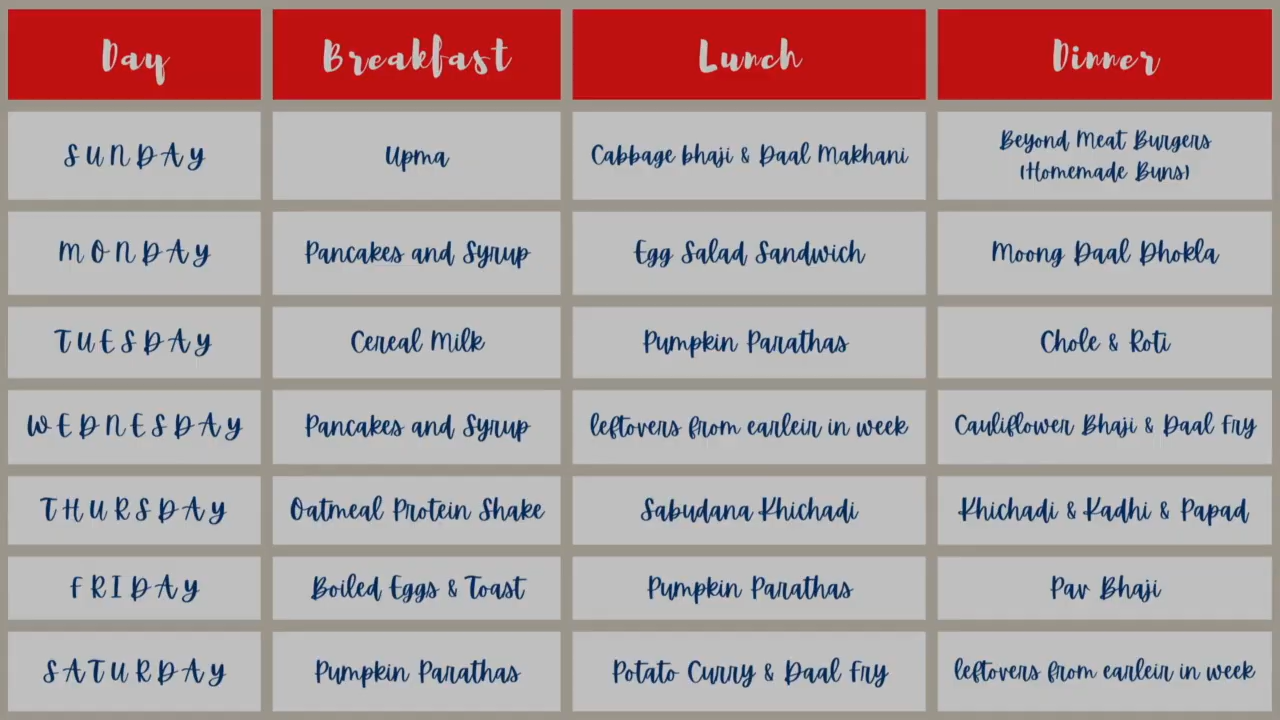 Day Breakfast Lunch Dinner
SUNDAY Upma Cabbage bhaji & Daal Makhani Beyond Meat Burgers
(Homemade Buns)
MONDAY Pancakes and Syrup Egg Salad Sandwich Moong Daal Dhokla
TUESDAY Cereal Milk Pumpkin Parathas Chole & Roti
WEDNESDAY Pancakes and Syrup leftovers from earleir in week Cauliflower Bhaji & Daal Fry
THURSDAY Oatmeal Protein Shake Sabudana Khichadi Khichadi & Kadhi & Papad
FRIDAY Boiled Eggs & Toast Pumpkin Parathas Pav Bhaji
SATURDAY Pumpkin Parathas Potato Curry & Daal Fry leftovers from earleir in week